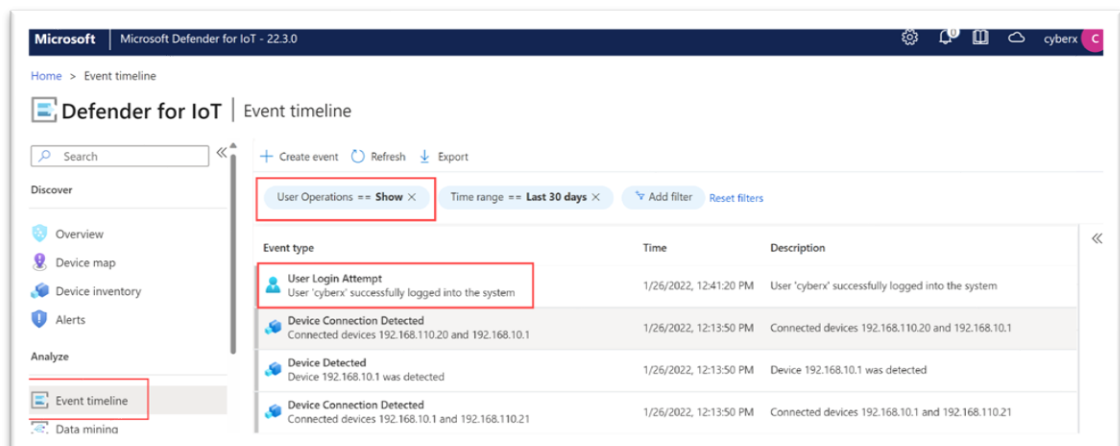 Microsoft Microsoft Defender for IoT - 22.3.0 0 cyberx C
Home > Event timeline
Defender for IoT | Event timeline
Search
Create event Refresh Export
Discover
User Operations == Show × Time range == Last 30 days × Add filter Reset filters
Overview
Event type Time Description
Device map
User Login Attempt
User 'cyberx' successfully logged into the system 1/26/2022, 12:41:20 PM User 'cyberx' successfully logged into the system
Device inventory
Alerts
Device Connection Detected
Connected devices 192.168.110.20 and 192.168.10.1 1/26/2022, 12:13:50 PM Connected devices 192.168.110.20 and 192.168.10.1
Analyze
Device Detected
Device 192.168.10.1 was detected 1/26/2022, 12:13:50 PM Device 192.168.10.1 was detected
Event timeline
Device Connection Detected
Connected devices 192.168.10.1 and 192.168.110.21 1/26/2022, 12:13:50 PM Connected devices 192.168.10.1 and 192.168.110.21
Data mining